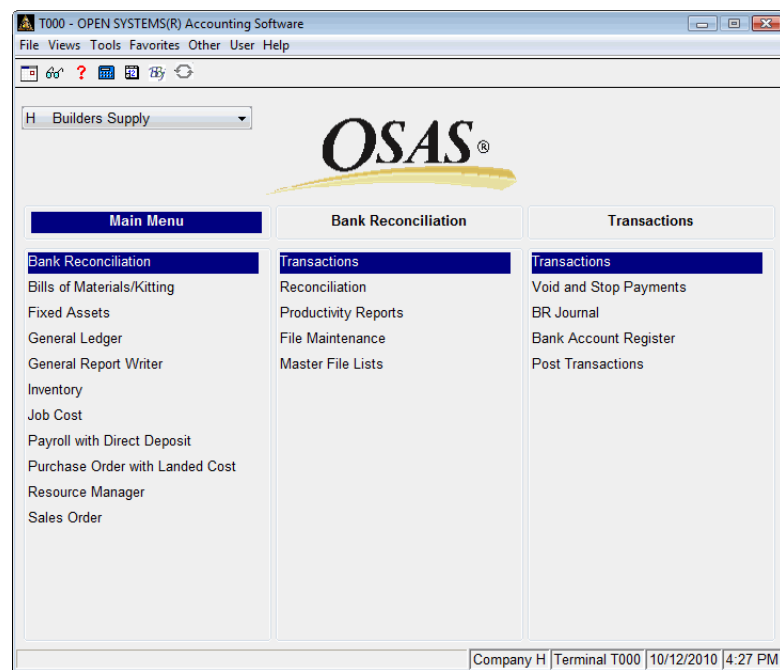 T000 - OPEN SYSTEMS(R) Accounting Software
File Views Tools Favorites Other User Help
H Builders Supply
OSAS®
Main Menu
Bank Reconciliation
Bills of Materials/Kitting
Fixed Assets
General Ledger
General Report Writer
Inventory
Job Cost
Payroll with Direct Deposit
Purchase Order with Landed Cost
Resource Manager
Sales Order
Bank Reconciliation
Transactions
Reconciliation
Productivity Reports
File Maintenance
Master File Lists
Transactions
Transactions
Void and Stop Payments
BR Journal
Bank Account Register
Post Transactions
Company H Terminal T000 10/12/2010 4:27 PM